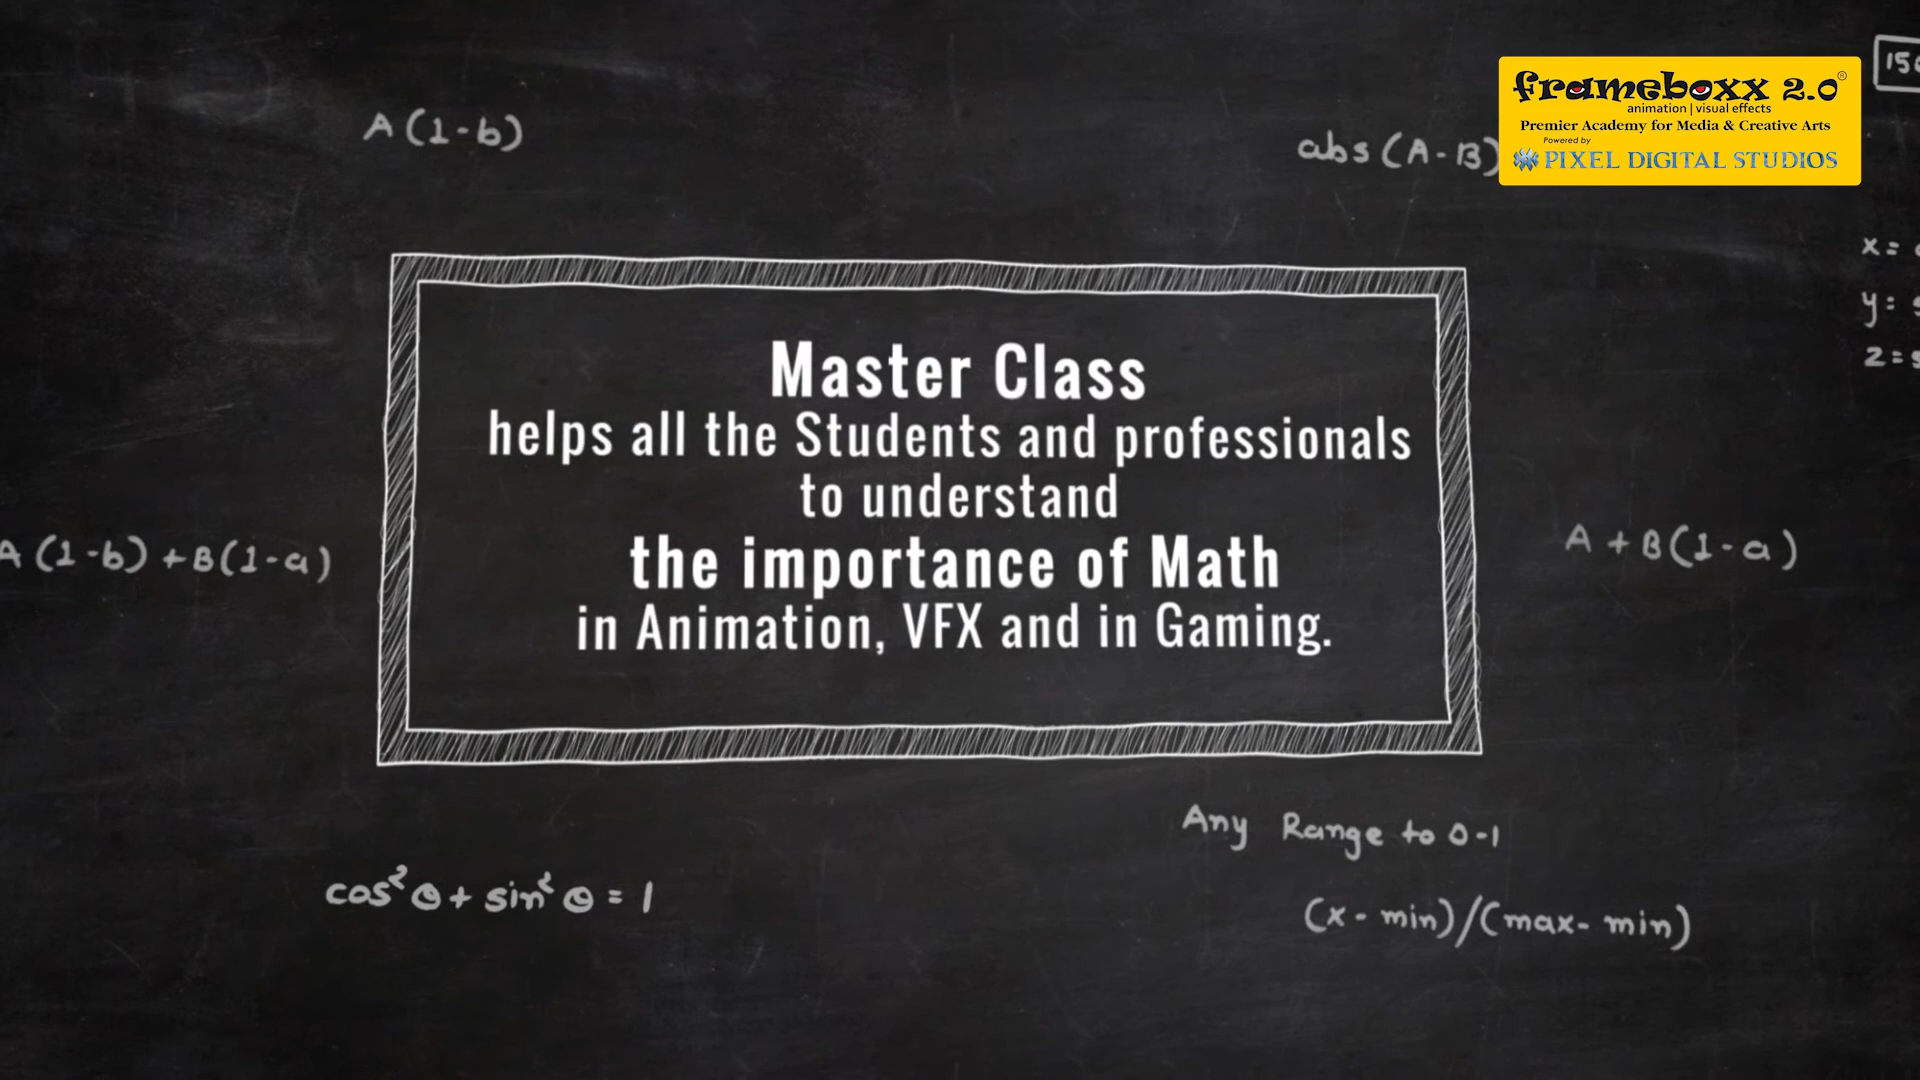 A(1-b)
abs(A-B)
frameboxx 2.0®
animation | visual effects
Premier Academy for Media & Creative Arts
Powered by
PIXEL DIGITAL STUDIOS
x=
y=
z=
Master Class
helps all the Students and professionals
to understand
the importance of Math
in Animation, VFX and in Gaming.
A(1-b)+B(1-a)
A+B(1-a)
Any Range to 0-1
(x-min)/(max-min)
cos²θ+sin²θ=1